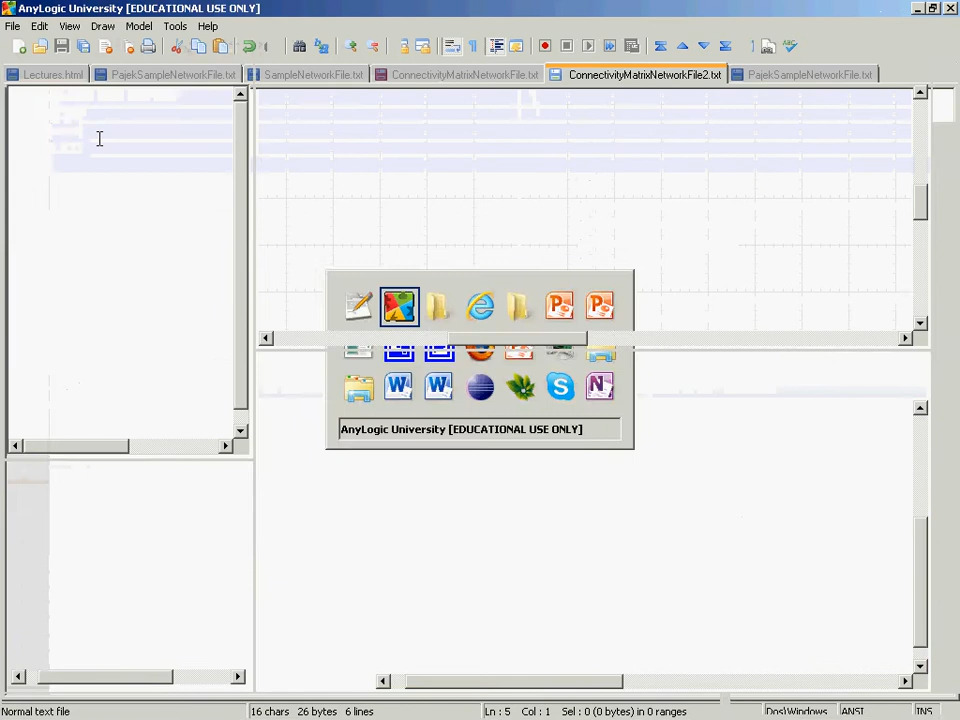 AnyLogic University [EDUCATIONAL USE ONLY]
File Edit View Draw Model Tools Help
Lectures.html PajekSampleNetworkFile.txt SampleNetworkFile.txt ConnectivityMatrixNetworkFile.txt ConnectivityMatrixNetworkFile2.txt PajekSampleNetworkFile.txt
AnyLogic University [EDUCATIONAL USE ONLY]
Normal text file 16 chars 26 bytes 6 lines Ln : 5 Col : 1 Sel : 0 (0 bytes) in 0 ranges Dos\Windows ANSI INS